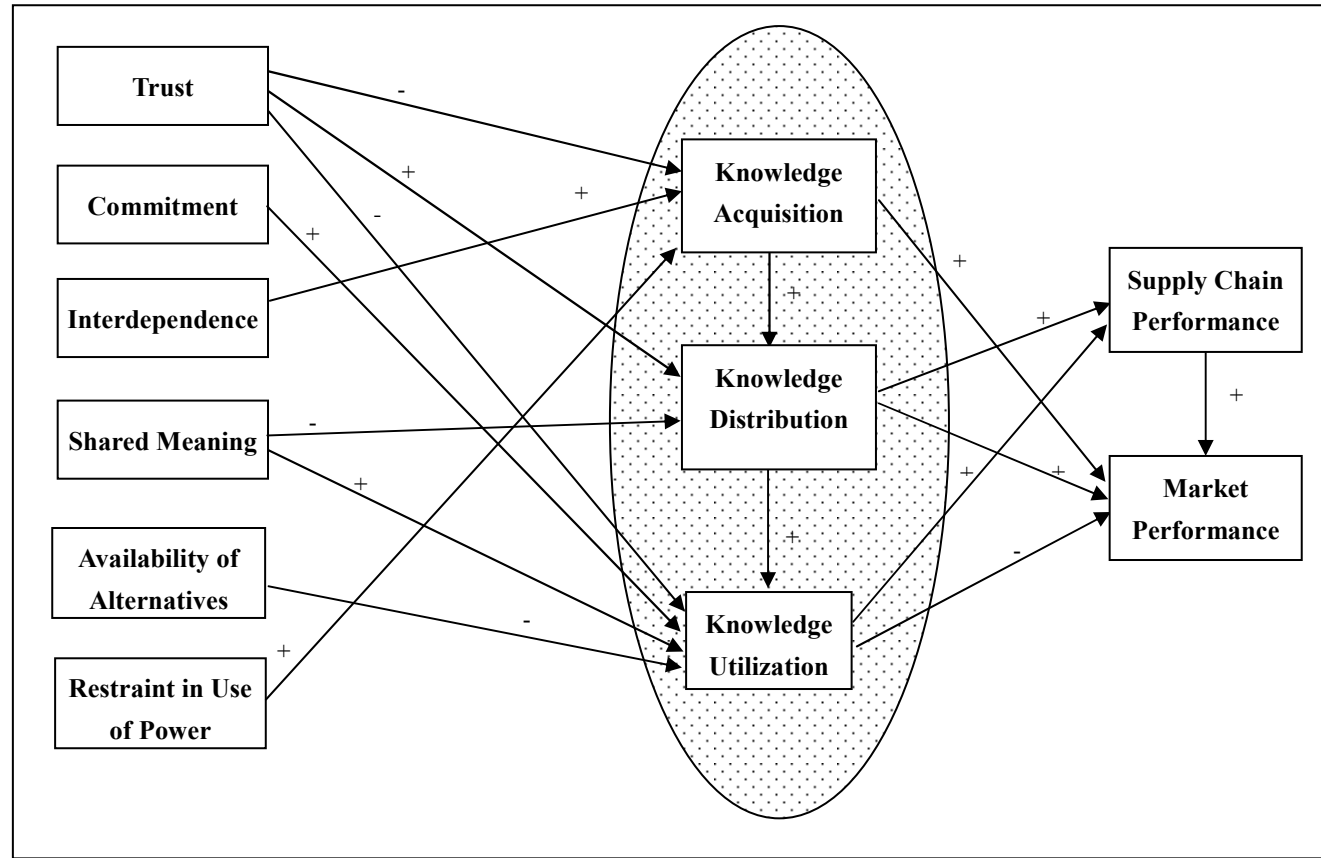 Trust
Commitment
Interdependence
Shared Meaning
Availability of
Alternatives
Restraint in Use
of Power
-
+
-
+
+
-
+
-
+
Knowledge
Acquisition
+
Knowledge
Distribution
+
Knowledge
Utilization
+
+
+
+
-
Supply Chain
Performance
+
Market
Performance